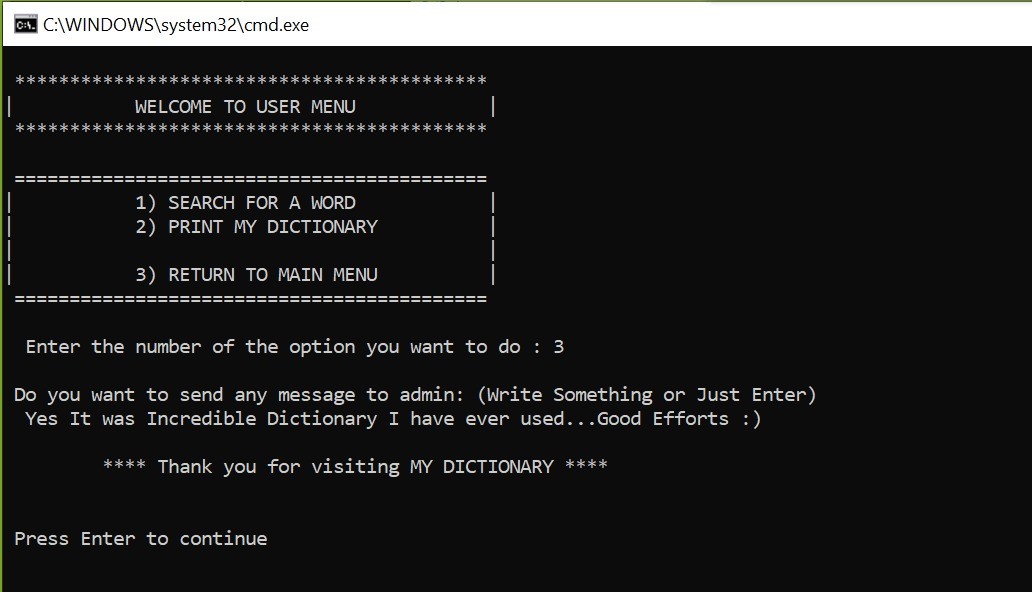 C:\WINDOWS\system32\cmd.exe
*******************************************
| WELCOME TO USER MENU |
*******************************************
===========================================
| 1) SEARCH FOR A WORD |
| 2) PRINT MY DICTIONARY |
| |
| 3) RETURN TO MAIN MENU |
===========================================
Enter the number of the option you want to do : 3
Do you want to send any message to admin: (Write Something or Just Enter)
Yes It was Incredible Dictionary I have ever used...Good Efforts :)
**** Thank you for visiting MY DICTIONARY ****
Press Enter to continue